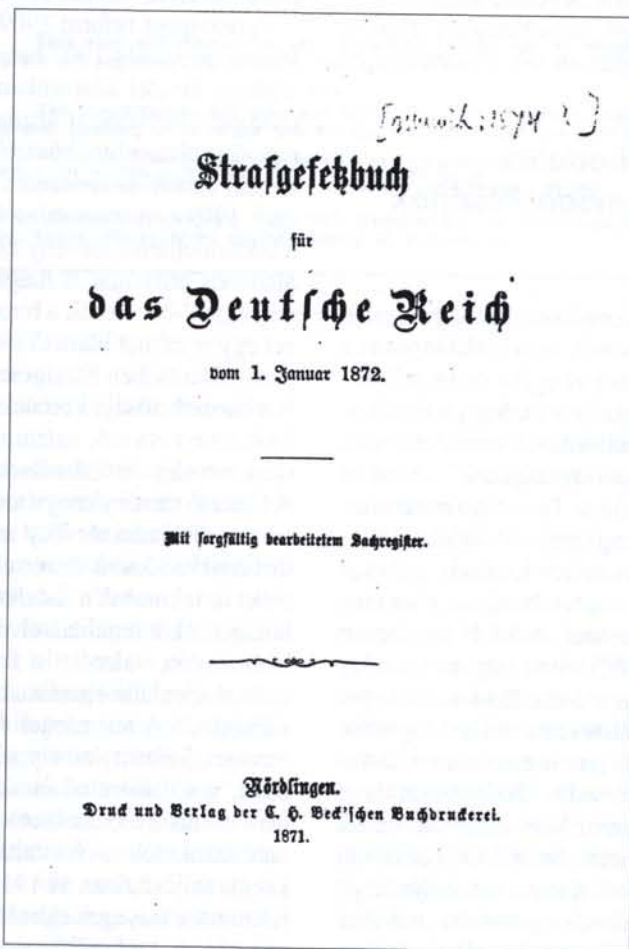 Strafgesetzbuch
für
das Deutsche Reich
vom 1. Januar 1872.
Mit sorgfältig bearbeitetem Sachregister.
Nördlingen.
Druck und Verlag der C. H. Beck'schen Buchdruckerei.
1871.